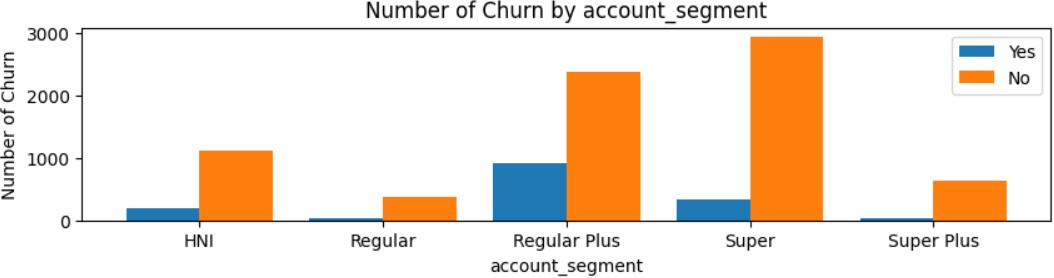 Number of Churn by account_segment
Number of Churn
3000
2000
1000
0
Yes
No
HNI Regular Regular Plus Super Super Plus
account_segment